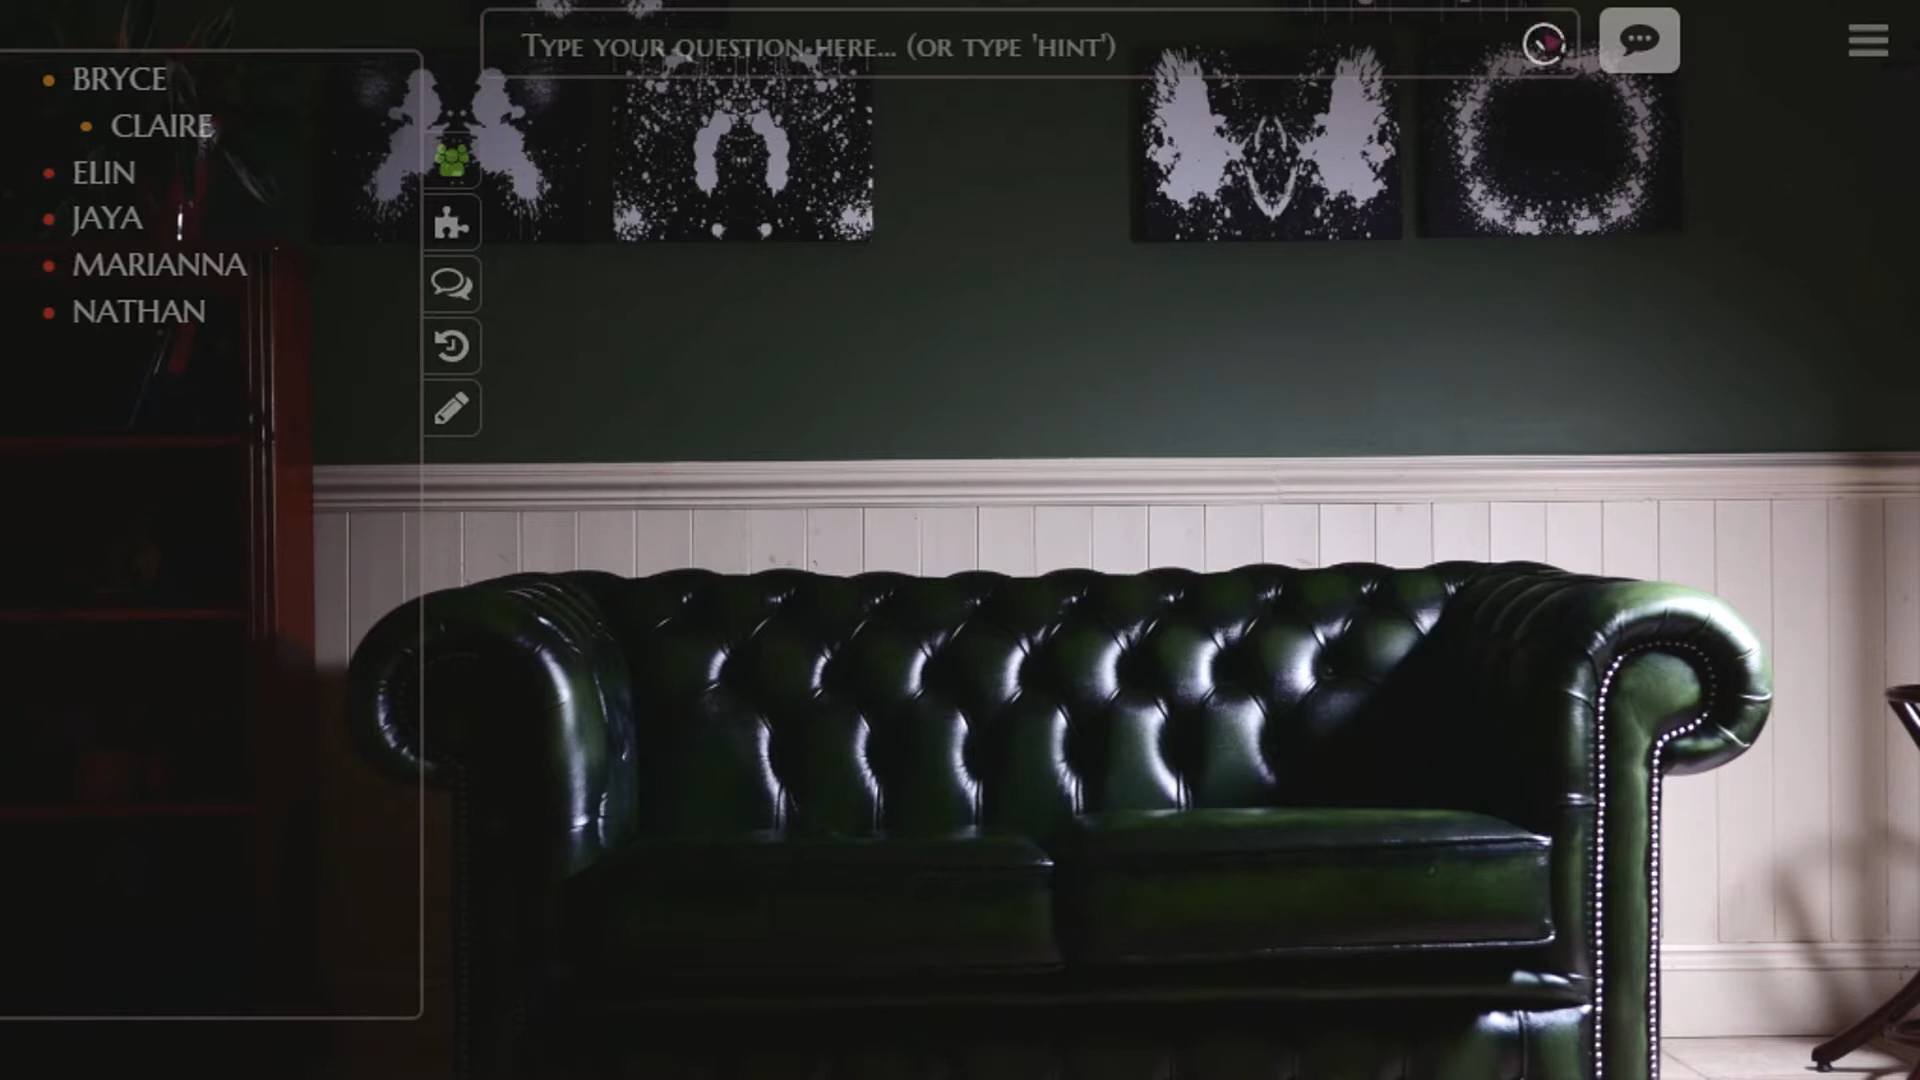 Type your question here... (or type 'hint')
BRYCE
CLAIRE
ELIN
JAYA
MARIANNA
NATHAN